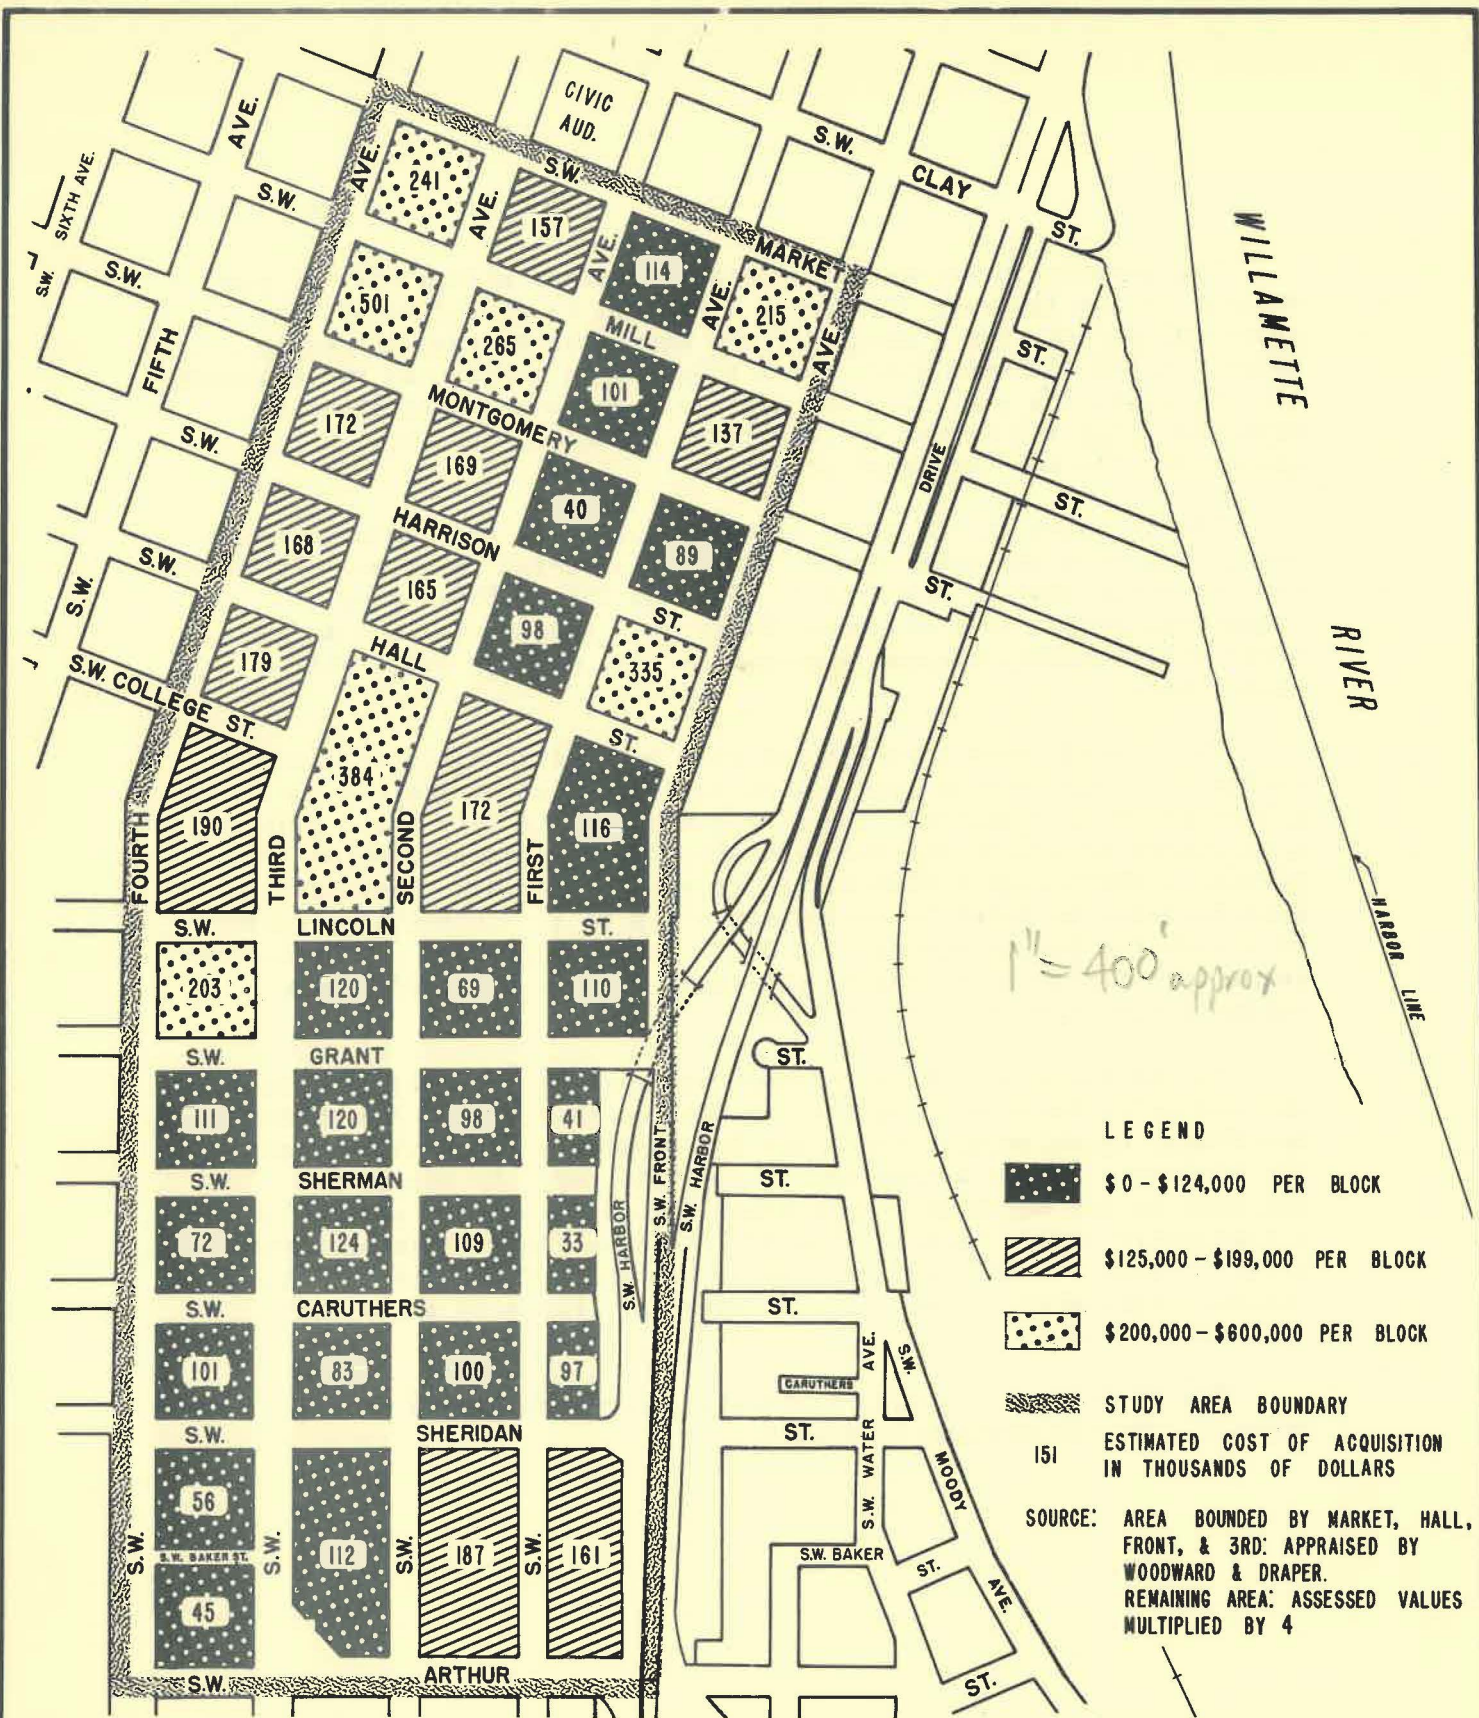 CIVIC
AUD.
S.W.
CLAY
ST.
AVE.
AVE.
S.W.
SIXTH AVE.
S.W.
241
AVE.
S.W.
157
AVE.
114
MARKET
AVE.
215
AVE.
S.W.
501
265
MILL
101
137
ST.
WILLAMETTE
RIVER
FIFTH
172
MONTGOMERY
169
40
89
DRIVE
ST.
S.W.
168
HARRISON
165
98
ST.
ST.
S.W.
S.W.
179
HALL
335
S.W. COLLEGE ST.
ST.
384
190
172
116
FOURTH
THIRD
SECOND
FIRST
S.W.
LINCOLN
ST.
HARBOR LINE
1" = 400' approx
203
120
69
110
S.W.
GRANT
ST.
111
120
98
41
S.W. FRONT
S.W. HARBOR
S.W.
SHERMAN
ST.
72
124
109
33
S.W. HARBOR
S.W.
CARUTHERS
ST.
101
83
100
97
AVE.
S.W.
CARUTHERS
S.W.
SHERIDAN
ST.
56
S.W. WATER
MOODY
S.W.
S.W. BAKER ST.
S.W.
112
S.W.
187
S.W.
161
S.W. BAKER
ST.
AVE.
45
S.W.
ARTHUR
ST.
LEGEND
$0 - $124,000 PER BLOCK
$125,000 - $199,000 PER BLOCK
$200,000 - $600,000 PER BLOCK
STUDY AREA BOUNDARY
151
ESTIMATED COST OF ACQUISITION
IN THOUSANDS OF DOLLARS
SOURCE: AREA BOUNDED BY MARKET, HALL,
FRONT, & 3RD: APPRAISED BY
WOODWARD & DRAPER.
REMAINING AREA: ASSESSED VALUES
MULTIPLIED BY 4